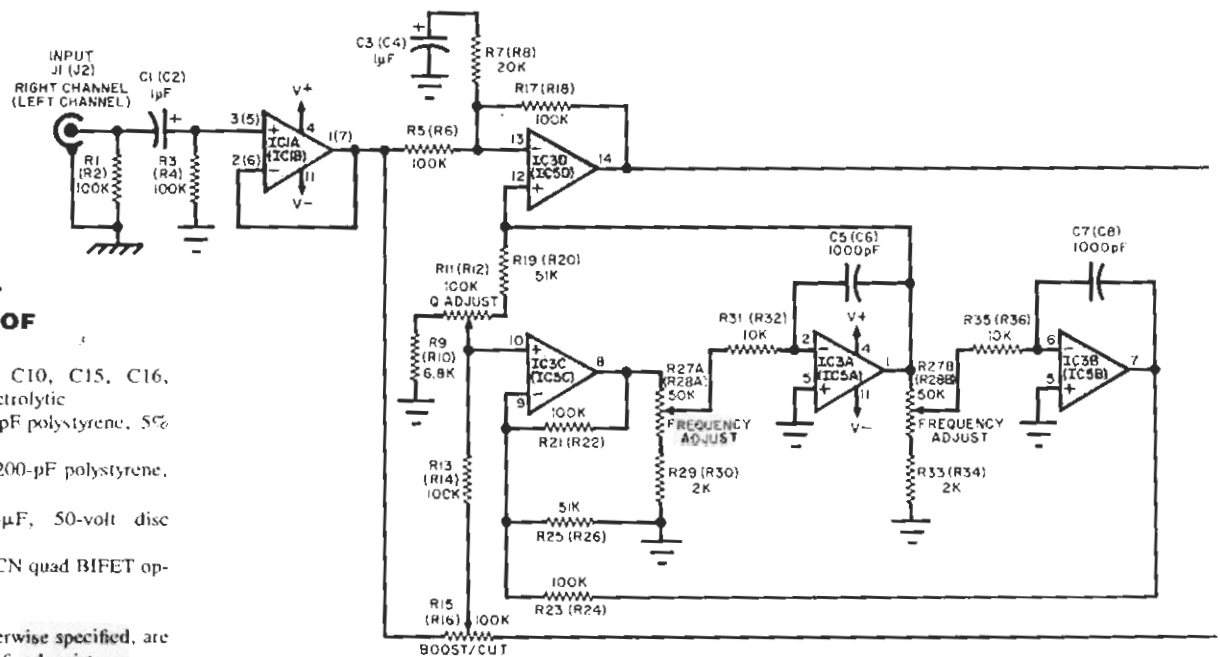 INPUT
J1 (J2)
RIGHT CHANNEL
(LEFT CHANNEL)
C1 (C2)
1µF
R1
(R2)
100K
R3
(R4)
100K
3(5)
2(6)
+
-
IC1A
(IC1B)
V+
4
11
V-
1(7)
C3 (C4)
1µF
+
R7(R8)
20K
R17(R18)
100K
R5 (R6)
100K
13
12
-
+
IC3D
(IC5D)
14
R11(R12)
100K
Q ADJUST
R19 (R20)
51K
R9
(R10)
6.8K
10
9
+
-
IC3C
(IC5C)
8
100K
R21 (R22)
R13
(R14)
100K
51K
R25 (R26)
100K
R23 (R24)
R15
(R16)
100K
BOOST/CUT
R27A
(R28A)
50K
FREQUENCY
ADJUST
R29 (R30)
2K
R31 (R32)
10K
C5(C6)
1000pF
2
5
-
+
IC3A
(IC5A)
V+
4
11
V-
1
R27B
(R28B)
50K
FREQUENCY
ADJUST
R33(R34)
2K
R35 (R36)
10K
C7(C8)
1000pF
6
5
-
+
IC3B
(IC5B)
7
OF
C10, C15, C16,
ctrolytic
pF polystyrene, 5%
200-pF polystyrene,
-µF, 50-volt disc
CN quad BIFET op-
erwise specified, are